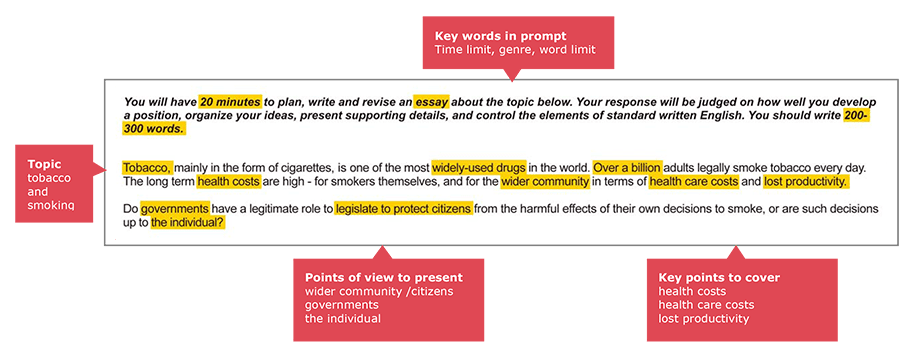 Key words in prompt
Time limit, genre, word limit
You will have 20 minutes to plan, write and revise an essay about the topic below. Your response will be judged on how well you develop
a position, organize your ideas, present supporting details, and control the elements of standard written English. You should write 200-
300 words.
Topic
tobacco
and
smoking
Tobacco, mainly in the form of cigarettes, is one of the most widely-used drugs in the world. Over a billion adults legally smoke tobacco every day.
The long term health costs are high - for smokers themselves, and for the wider community in terms of health care costs and lost productivity.
Do governments have a legitimate role to legislate to protect citizens from the harmful effects of their own decisions to smoke, or are such decisions
up to the individual?
Points of view to present
wider community /citizens
governments
the individual
Key points to cover
health costs
health care costs
lost productivity